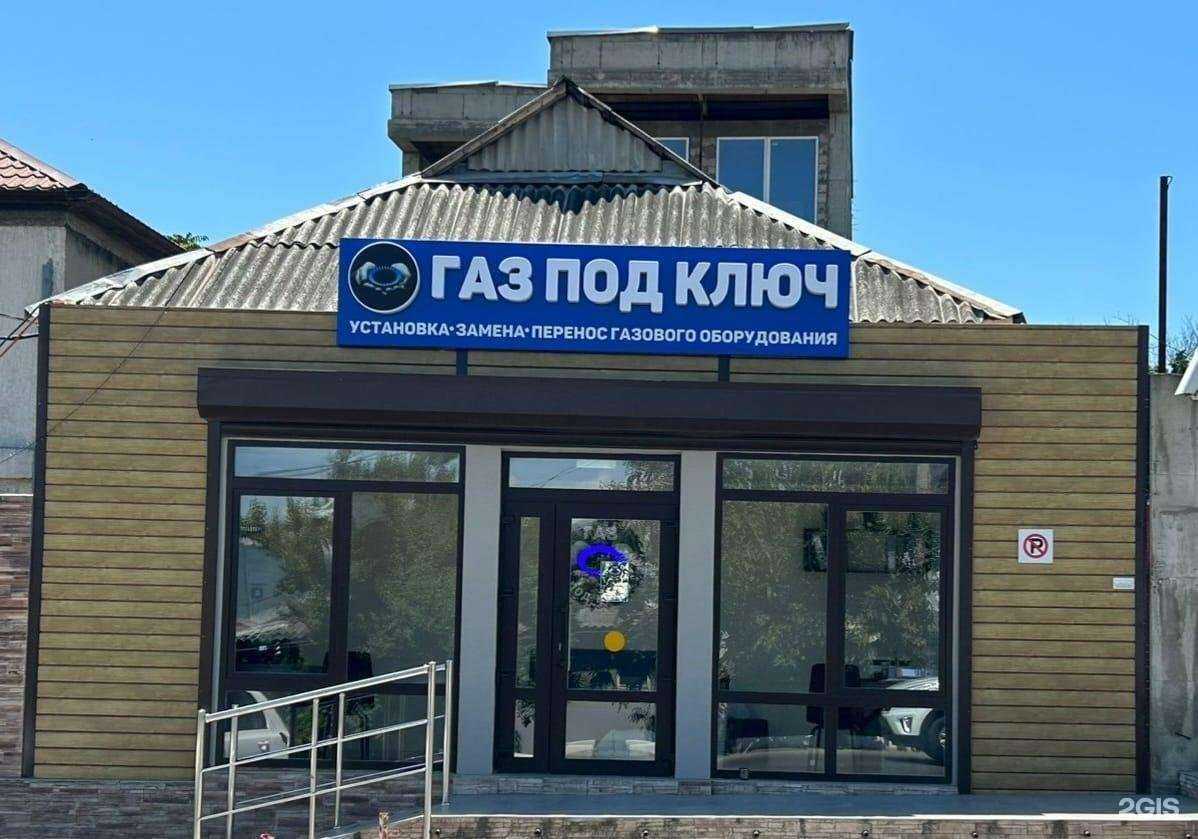 ГАЗ ПОД КЛЮЧ
УСТАНОВКА•ЗАМЕНА•ПЕРЕНОС ГАЗОВОГО ОБОРУДОВАНИЯ
P
2GIS